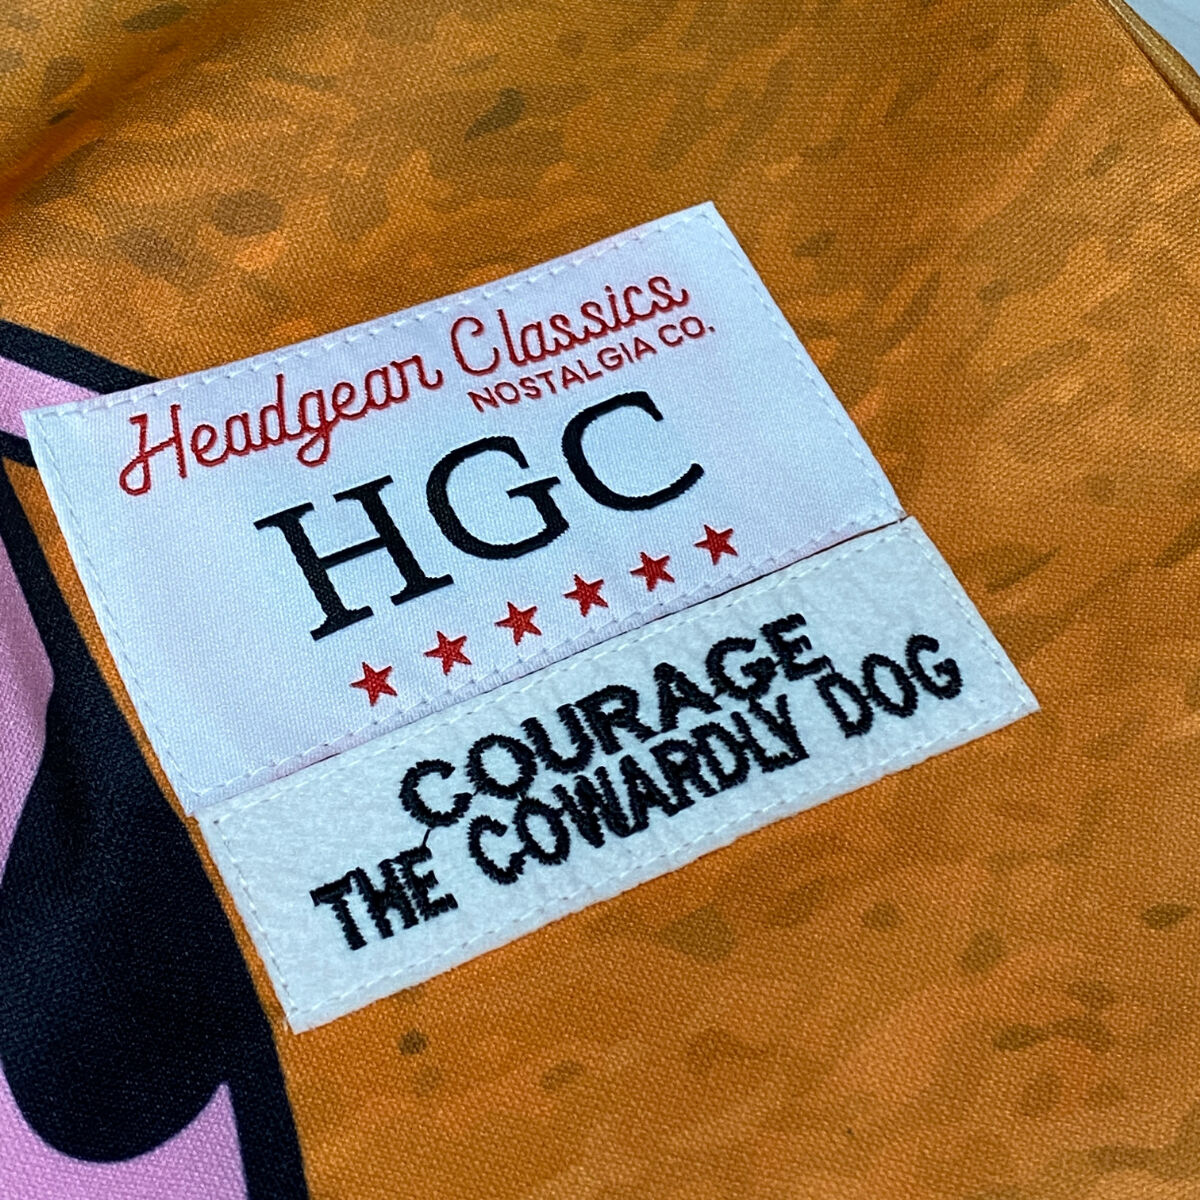 Headgear Classics
NOSTALGIA CO.
HGC
COURAGE
THE COWARDLY DOG